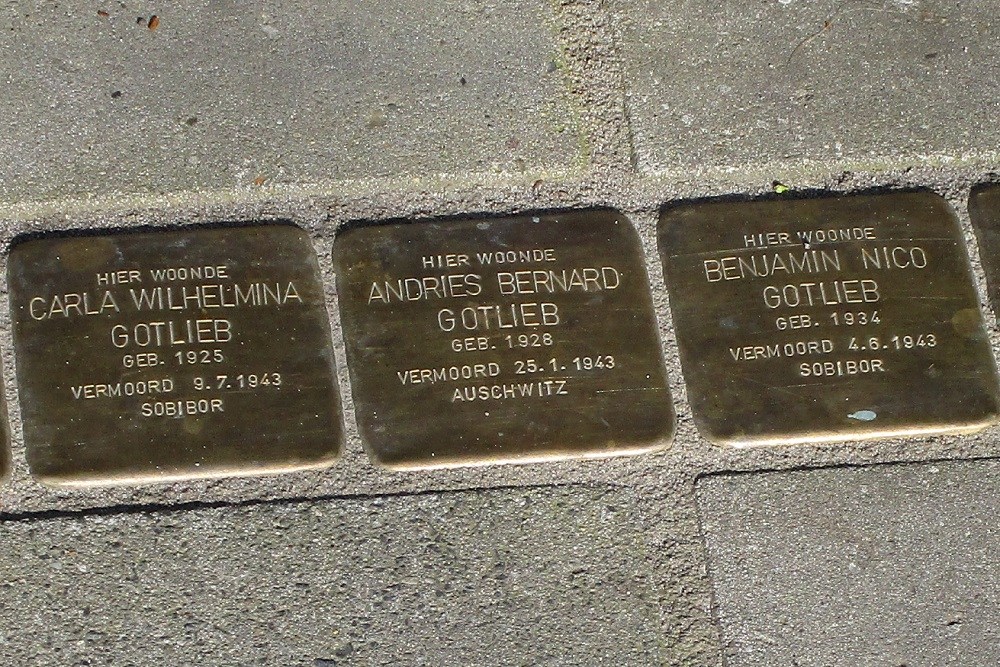 HIER WOONDE
CARLA WILHELMINA
GOTLIEB
GEB. 1925
VERMOORD 9.7.1943
SOBIBOR
HIER WOONDE
ANDRIES BERNARD
GOTLIEB
GEB. 1928
VERMOORD 25.1.1943
AUSCHWITZ
HIER WOONDE
BENJAMIN NICO
GOTLIEB
GEB. 1934
VERMOORD 4.6.1943
SOBIBOR